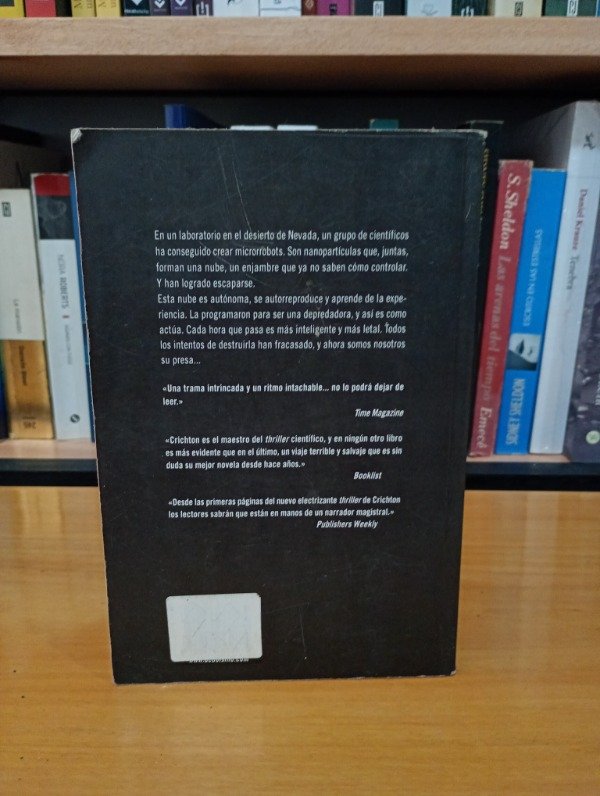 En un laboratorio en el desierto de Nevada, un grupo de científicos
ha conseguido crear microrrobots. Son nanopartículas que, juntas,
forman una nube, un enjambre que ya no saben cómo controlar.
Y han logrado escaparse.
Esta nube es autónoma, se autorreproduce y aprende de la expe-
riencia. La programaron para ser una depredadora, y así es como
actúa. Cada hora que pasa es más inteligente y más letal. Todos
los intentos de destruirla han fracasado, y ahora somos nosotros
su presa...
«Una trama intrincada y un ritmo intachable... no lo podrá dejar de
leer.»
Time Magazine
«Crichton es el maestro del thriller científico, y en ningún otro libro
es más evidente que en el último, un viaje terrible y salvaje que es sin
duda su mejor novela desde hace años.»
Booklist
«Desde las primeras páginas del nuevo electrizante thriller de Crichton
los lectores sabrán que están en manos de un narrador magistral.»
Publishers Weekly
NORA ROBERTS
S. Sheldon Las arenas del tiempo Emecé
SIDNEY SHELDON EN LAS ESTRELLAS
Daniel Krause